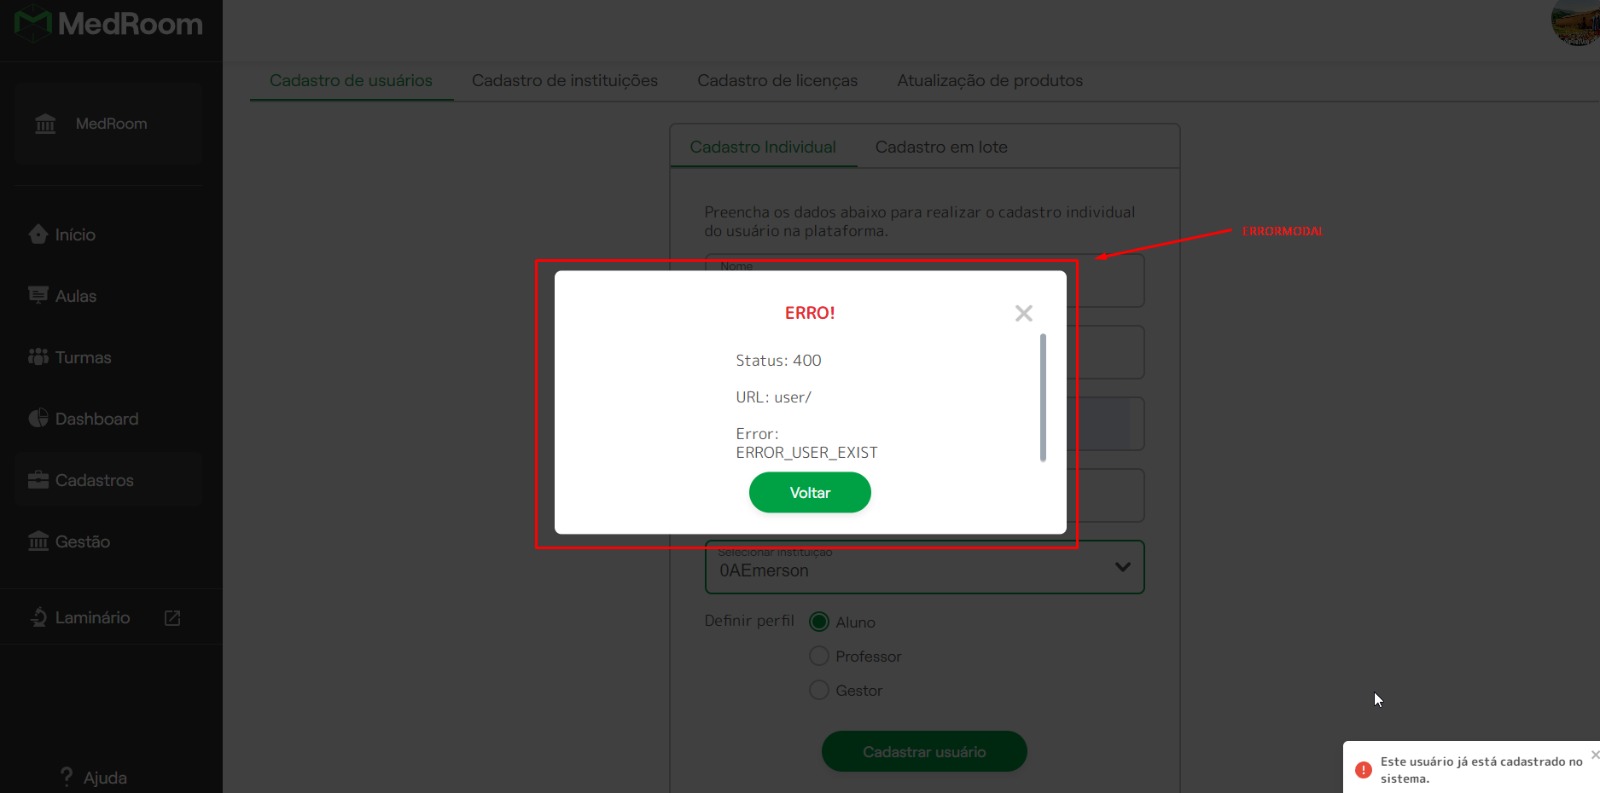 MedRoom
MedRoom
Início
Aulas
Turmas
Dashboard
Cadastros
Gestão
Laminário
Ajuda
Cadastro de usuários
Cadastro de instituições
Cadastro de licenças
Atualização de produtos
Cadastro Individual
Cadastro em lote
Preencha os dados abaixo para realizar o cadastro individual
do usuário na plataforma.
ERRORMODAL
Nome
ERRO!
Status: 400
URL: user/
Error:
ERROR_USER_EXIST
Voltar
Selecionar instituição
0AEmerson
Definir perfil
Aluno
Professor
Gestor
Cadastrar usuário
Este usuário já está cadastrado no
sistema.